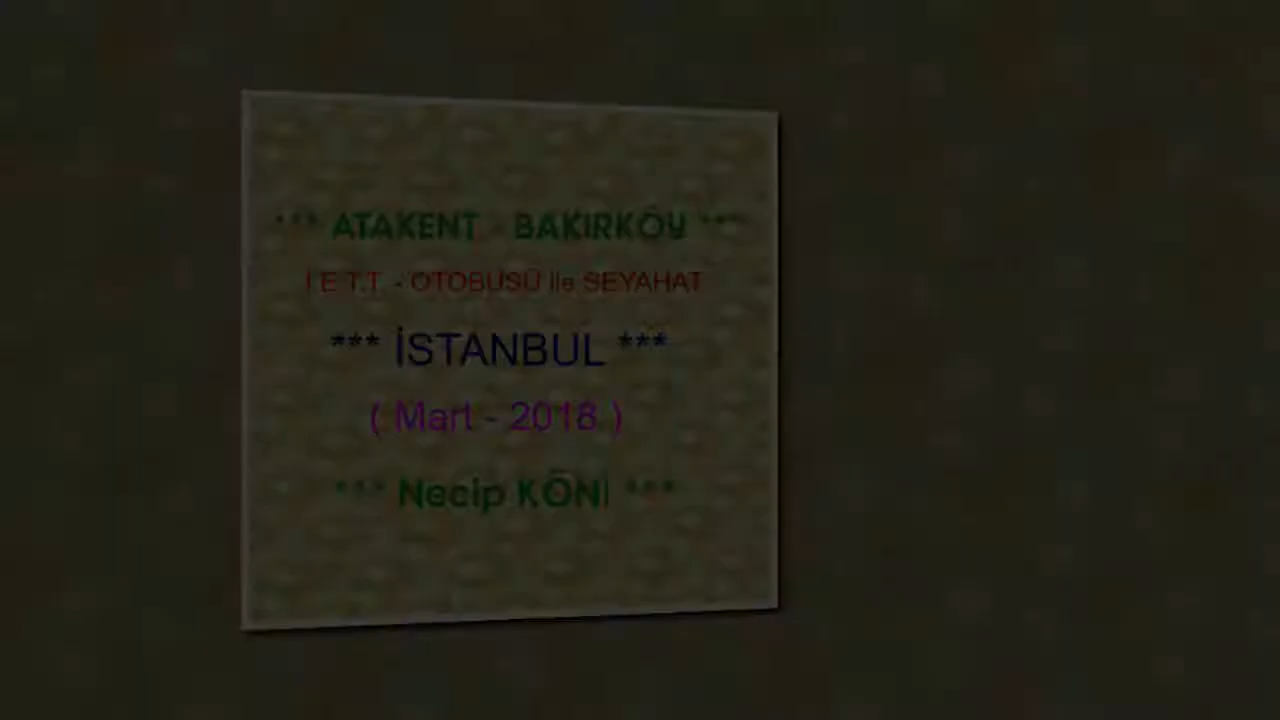 *** ATAKENT - BAKIRKÖY ***
İ.E.T.T. - OTOBÜSÜ ile SEYAHAT
*** İSTANBUL ***
( Mart - 2018 )
*** Necip KÖNİ ***